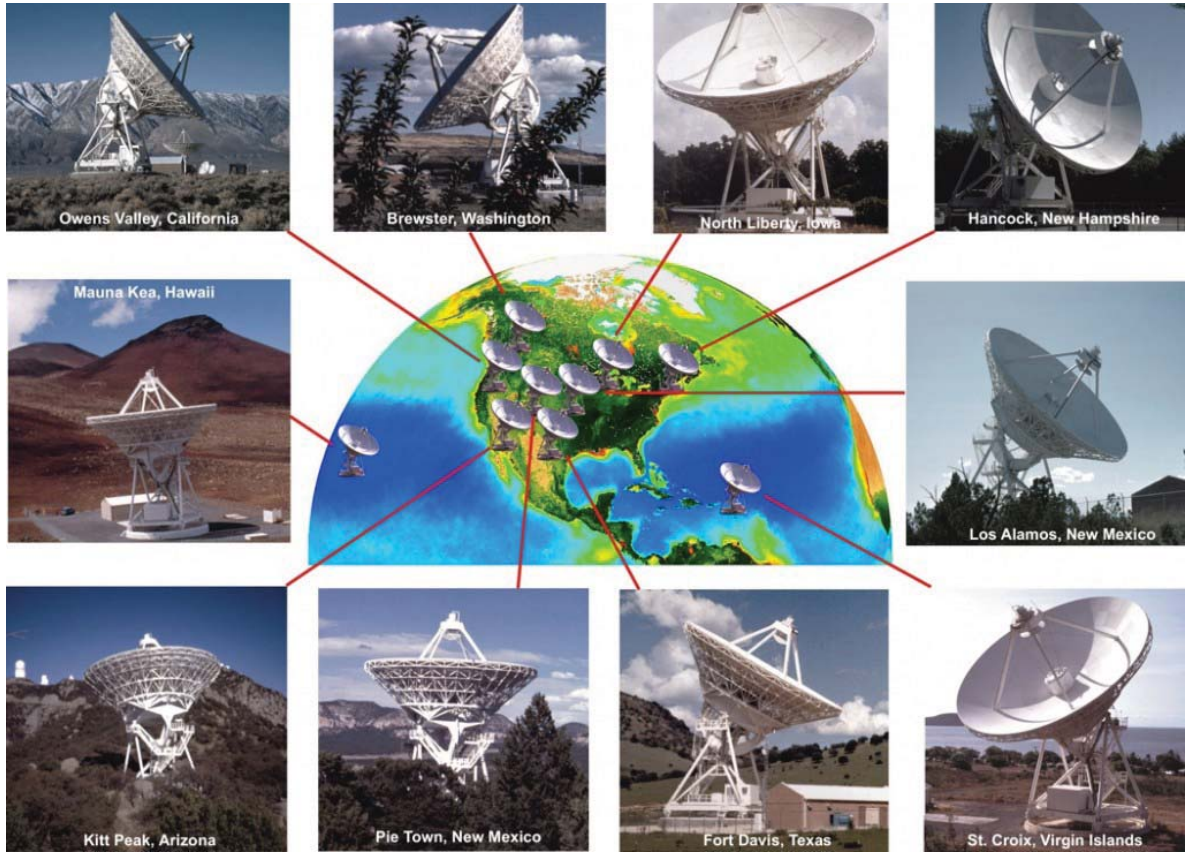 Owens Valley, California
Brewster, Washington
North Liberty, Iowa
Hancock, New Hampshire
Mauna Kea, Hawaii
Los Alamos, New Mexico
Kitt Peak, Arizona
Pie Town, New Mexico
Fort Davis, Texas
St. Croix, Virgin Islands